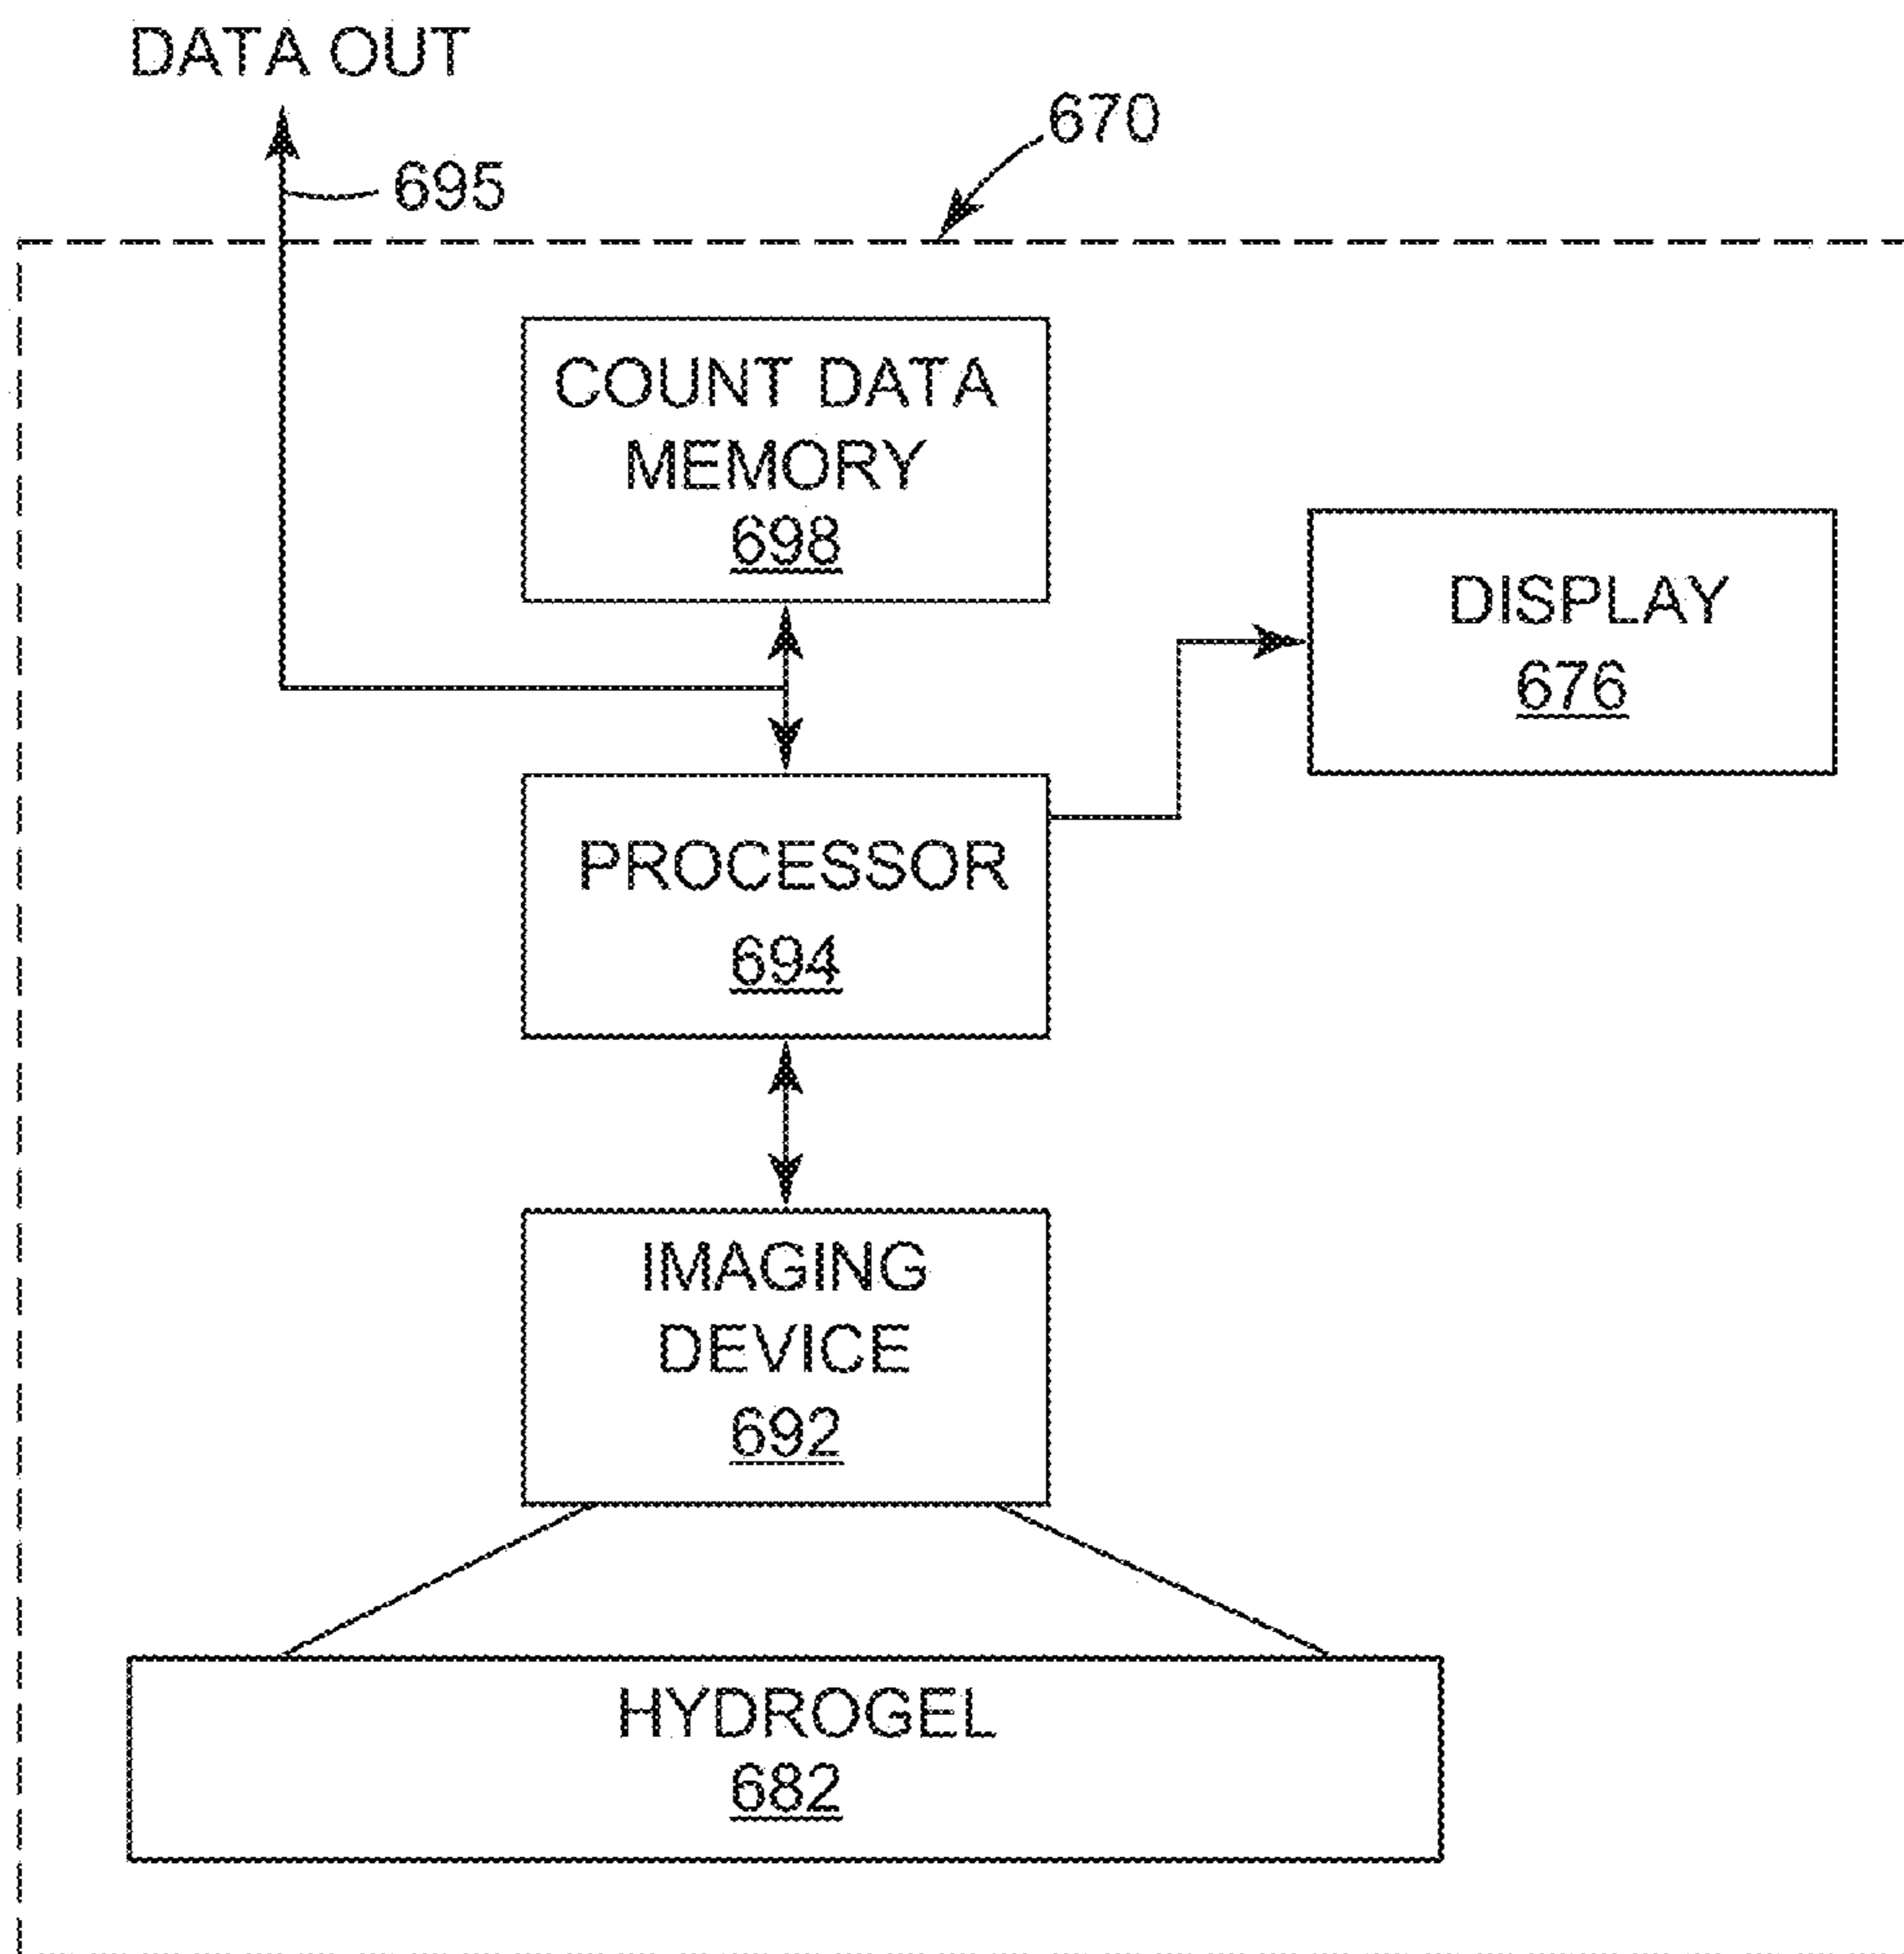 DATA OUT
670
695
COUNT DATA
MEMORY
698
DISPLAY
676
PROCESSOR
694
IMAGING
DEVICE
692
HYDROGEL
682